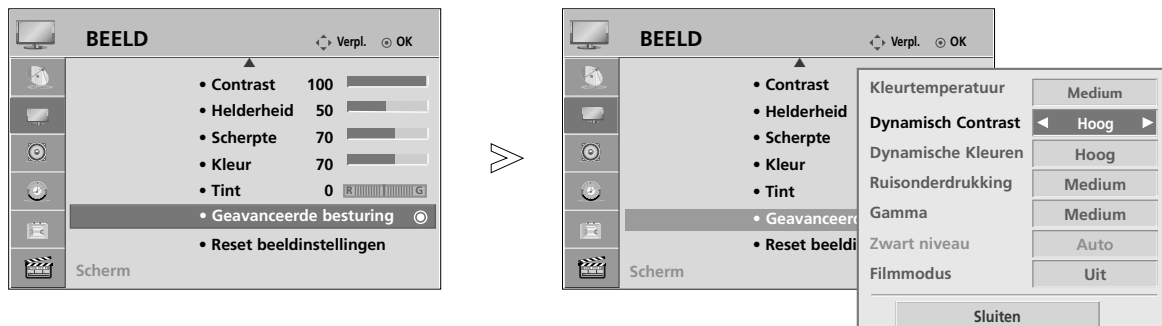 BEELD Verpl. OK
• Contrast 100
• Helderheid 50
• Scherpte 70
• Kleur 70
• Tint 0 R G
• Geavanceerde besturing
• Reset beeldinstellingen
Scherm
BEELD Verpl. OK
• Contrast
• Helderheid
• Scherpte
• Kleur
• Tint
• Geavanceer
• Reset beeldi
Scherm
Kleurtemperatuur Medium
Dynamisch Contrast Hoog
Dynamische Kleuren Hoog
Ruisonderdrukking Medium
Gamma Medium
Zwart niveau Auto
Filmmodus Uit
Sluiten